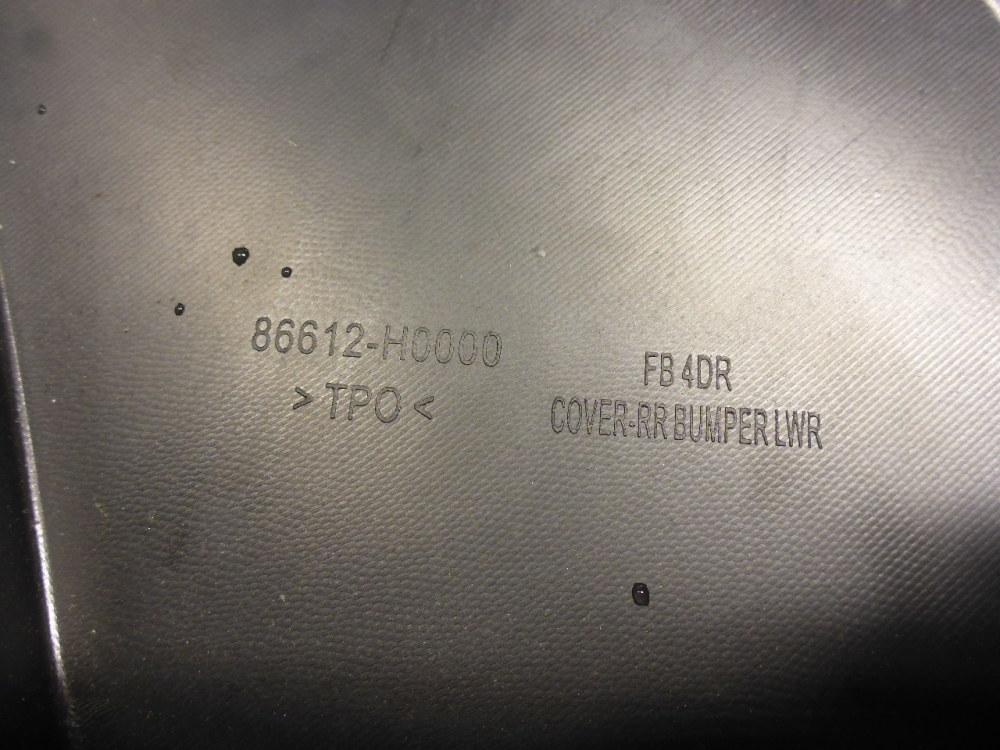 86612-H0000
>TPO<
FB 4DR
COVER-RR BUMPER LWR